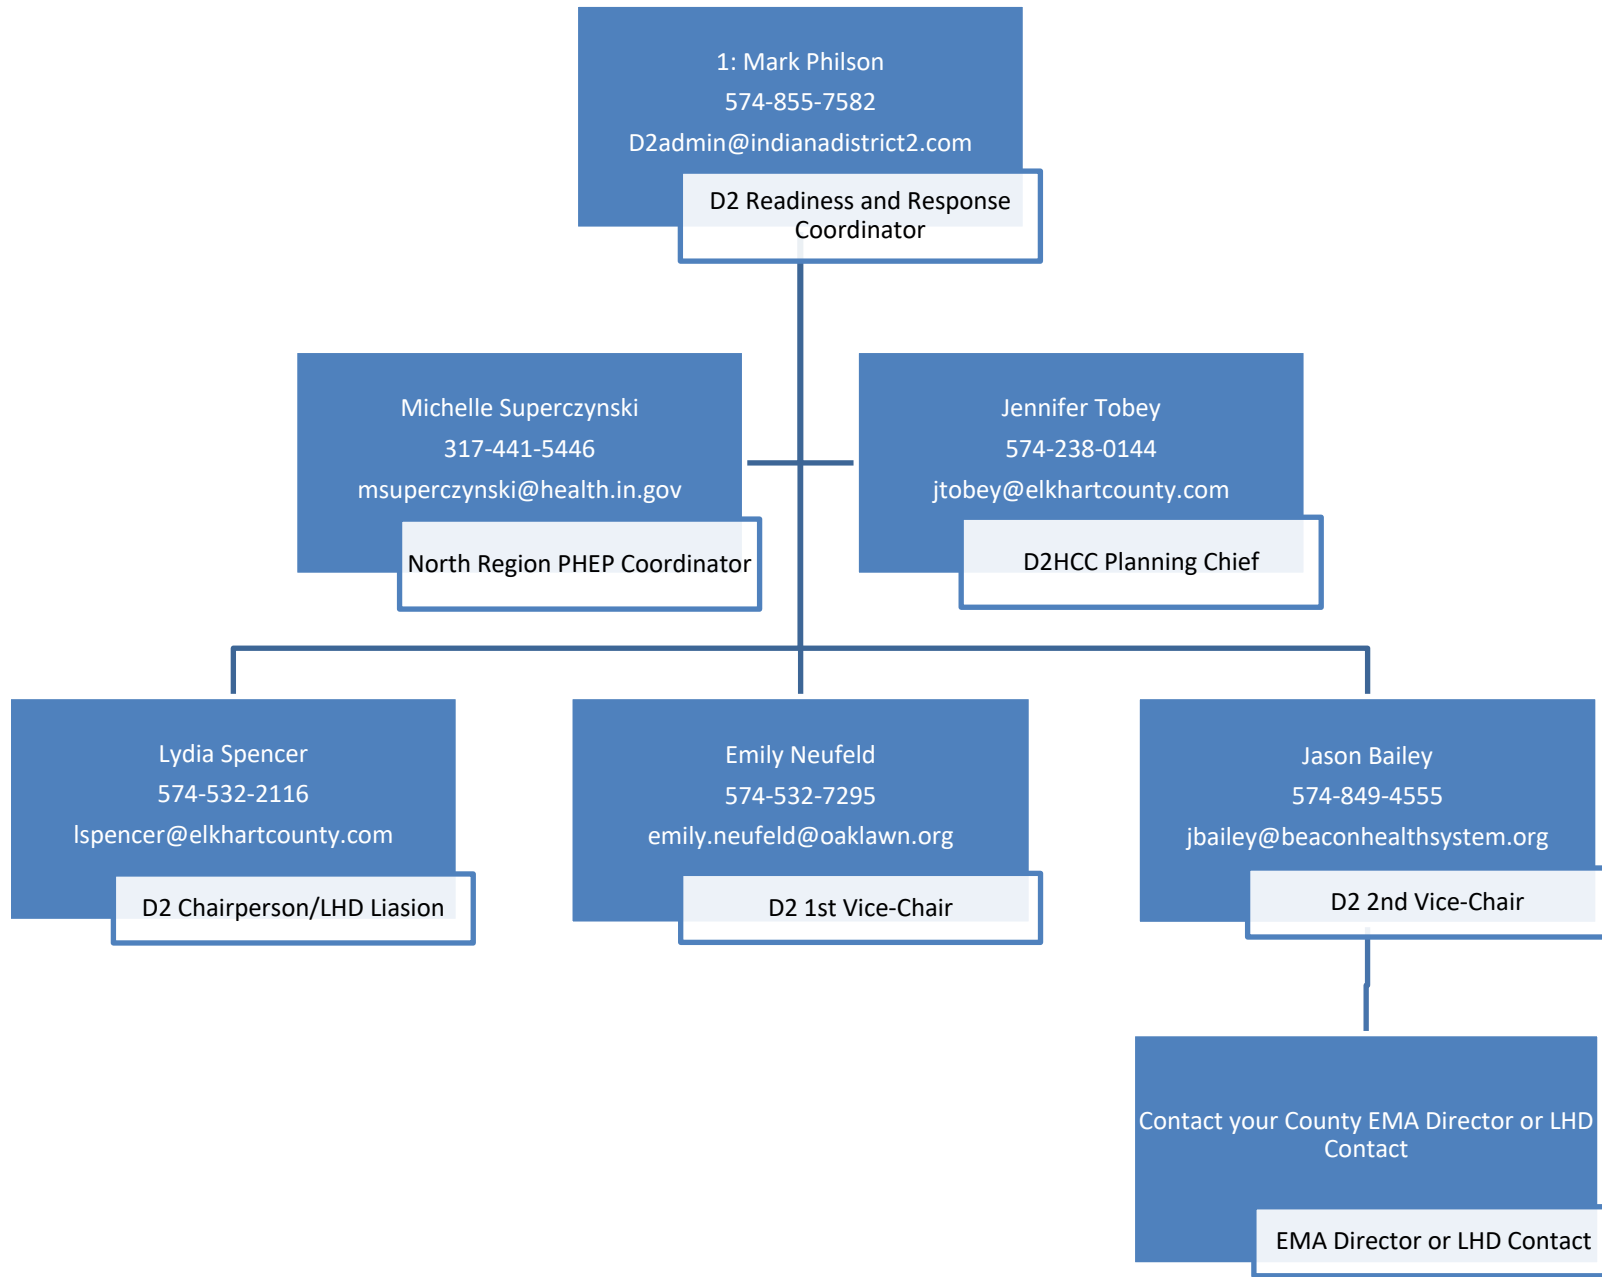 1: Mark Philson
574-855-7582
D2admin@indianadistrict2.com
D2 Readiness and Response
Coordinator
Michelle Superczynski
317-441-5446
msuperczynski@health.in.gov
North Region PHEP Coordinator
Jennifer Tobey
574-238-0144
jtobey@elkhartcounty.com
D2HCC Planning Chief
Lydia Spencer
574-532-2116
lspencer@elkhartcounty.com
D2 Chairperson/LHD Liasion
Emily Neufeld
574-532-7295
emily.neufeld@oaklawn.org
D2 1st Vice-Chair
Jason Bailey
574-849-4555
jbailey@beaconhealthsystem.org
D2 2nd Vice-Chair
Contact your County EMA Director or LHD
Contact
EMA Director or LHD Contact